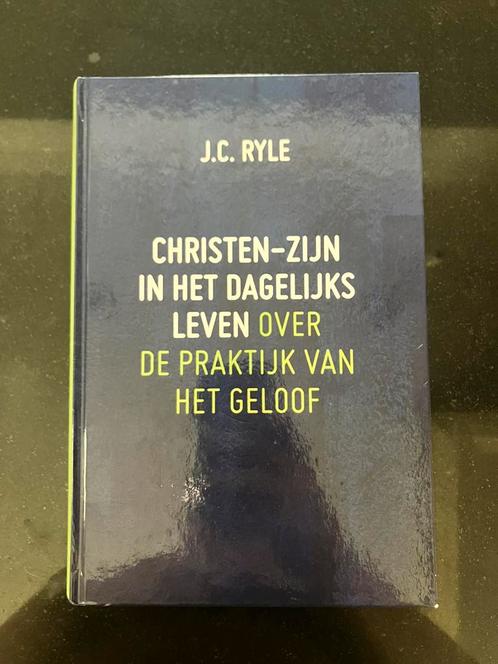 J.C. RYLE
CHRISTEN-ZIJN
IN HET DAGELIJKS
LEVEN OVER
DE PRAKTIJK VAN
HET GELOOF